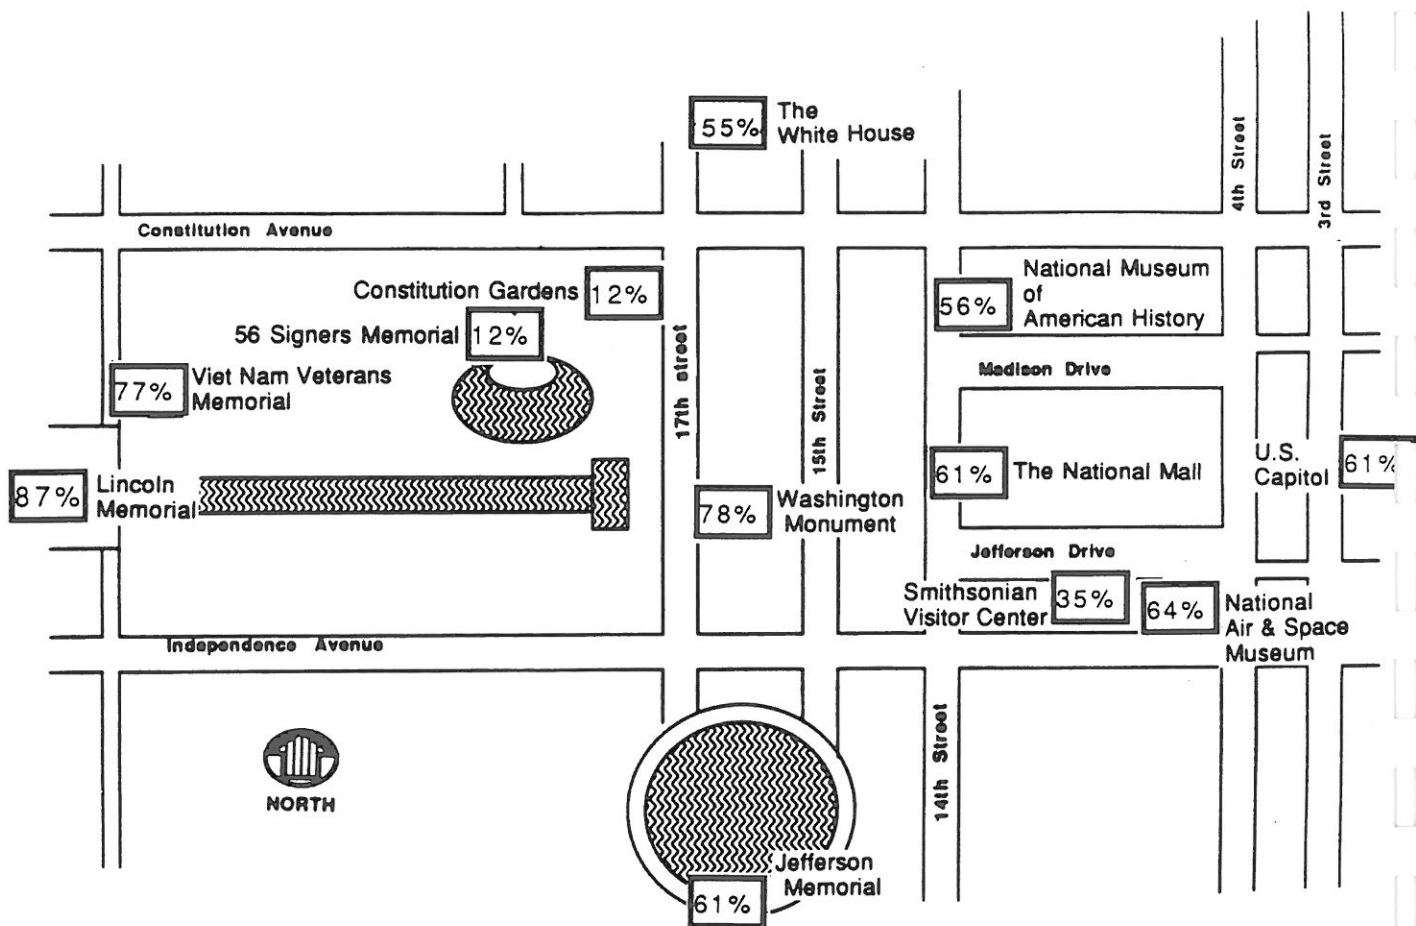 55%
The
White House
4th Street
3rd Street
Constitution Avenue
Constitution Gardens
12%
National Museum
of
American History
56%
56 Signers Memorial
12%
17th street
Madison Drive
77%
Viet Nam Veterans
Memorial
15th Street
61%
The National Mall
U.S.
Capitol
61%
87%
Lincoln
Memorial
78%
Washington
Monument
Jefferson Drive
Smithsonian
Visitor Center
35%
64%
National
Air & Space
Museum
Independence Avenue
14th Street
NORTH
Jefferson
Memorial
61%